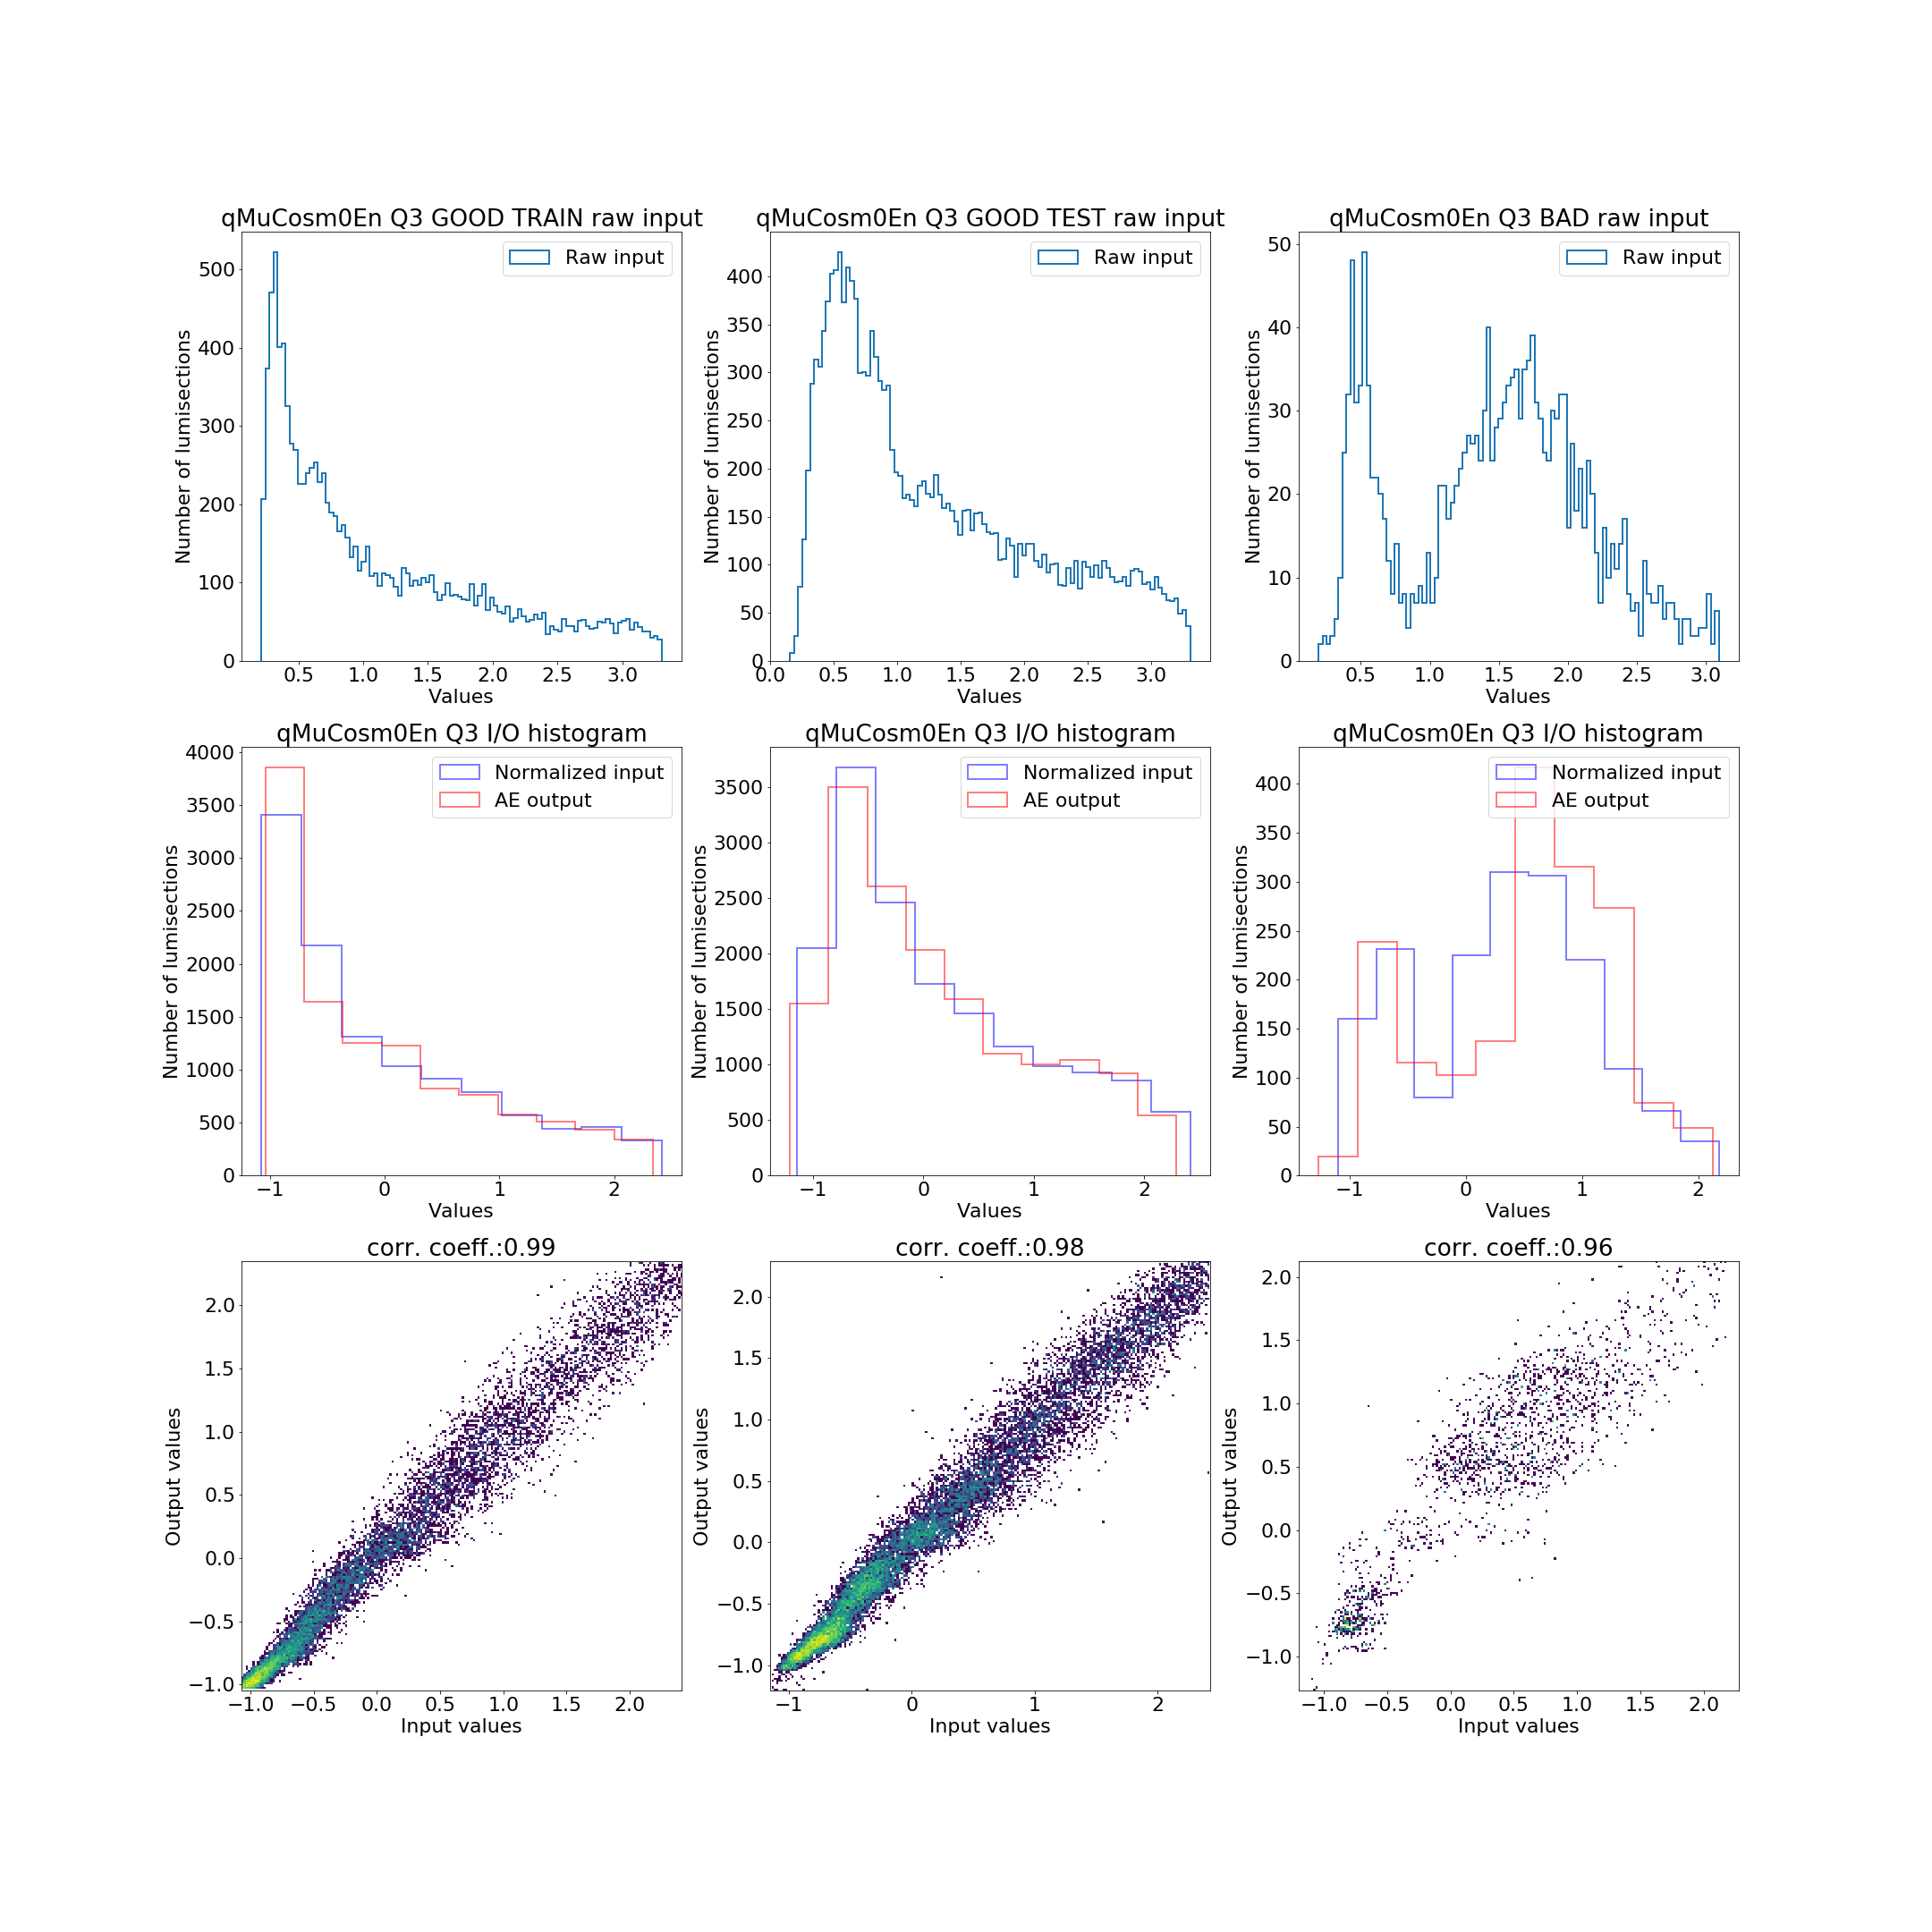 qMuCosm0En Q3 GOOD TRAIN raw input
Raw input
Number of lumisections
500
400
300
200
100
0
0.5 1.0 1.5 2.0 2.5 3.0
Values
qMuCosm0En Q3 GOOD TEST raw input
Raw input
Number of lumisections
400
350
300
250
200
150
100
50
0
0.0 0.5 1.0 1.5 2.0 2.5 3.0
Values
qMuCosm0En Q3 BAD raw input
Raw input
Number of lumisections
50
40
30
20
10
0
0.5 1.0 1.5 2.0 2.5 3.0
Values
qMuCosm0En Q3 I/O histogram
Normalized input
AE output
Number of lumisections
4000
3500
3000
2500
2000
1500
1000
500
0
−1 0 1 2
Values
qMuCosm0En Q3 I/O histogram
Normalized input
AE output
Number of lumisections
3500
3000
2500
2000
1500
1000
500
0
−1 0 1 2
Values
qMuCosm0En Q3 I/O histogram
Normalized input
AE output
Number of lumisections
400
350
300
250
200
150
100
50
0
−1 0 1 2
Values
corr. coeff.:0.99
Output values
2.0
1.5
1.0
0.5
0.0
−0.5
−1.0
−1.0 −0.5 0.0 0.5 1.0 1.5 2.0
Input values
corr. coeff.:0.98
Output values
2.0
1.5
1.0
0.5
0.0
−0.5
−1.0
−1 0 1 2
Input values
corr. coeff.:0.96
Output values
2.0
1.5
1.0
0.5
0.0
−0.5
−1.0
−1.0 −0.5 0.0 0.5 1.0 1.5 2.0
Input values